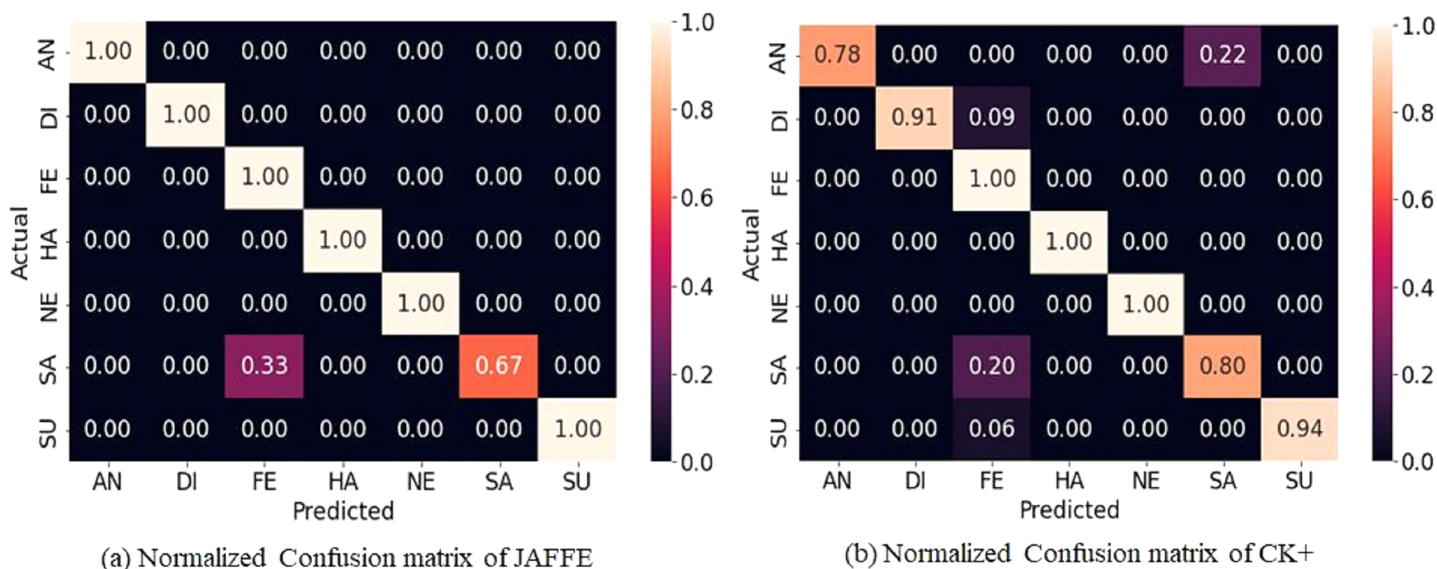 AN 1.00 0.00 0.00 0.00 0.00 0.00 0.00
DI 0.00 1.00 0.00 0.00 0.00 0.00 0.00
FE 0.00 0.00 1.00 0.00 0.00 0.00 0.00
HA 0.00 0.00 0.00 1.00 0.00 0.00 0.00
NE 0.00 0.00 0.00 0.00 1.00 0.00 0.00
SA 0.00 0.00 0.33 0.00 0.00 0.67 0.00
SU 0.00 0.00 0.00 0.00 0.00 0.00 1.00
AN DI FE HA NE SA SU
Actual
Predicted
1.0
0.8
0.6
0.4
0.2
0.0
(a) Normalized Confusion matrix of JAFFE
AN 0.78 0.00 0.00 0.00 0.00 0.22 0.00
DI 0.00 0.91 0.09 0.00 0.00 0.00 0.00
FE 0.00 0.00 1.00 0.00 0.00 0.00 0.00
HA 0.00 0.00 0.00 1.00 0.00 0.00 0.00
NE 0.00 0.00 0.00 0.00 1.00 0.00 0.00
SA 0.00 0.00 0.20 0.00 0.00 0.80 0.00
SU 0.00 0.00 0.06 0.00 0.00 0.00 0.94
AN DI FE HA NE SA SU
Actual
Predicted
1.0
0.8
0.6
0.4
0.2
0.0
(b) Normalized Confusion matrix of CK+